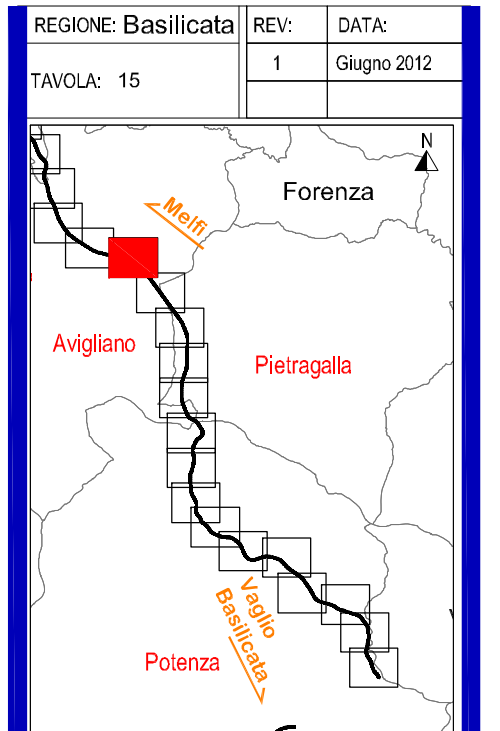 REGIONE: Basilicata
REV:
DATA:
TAVOLA: 15
1
Giugno 2012
N
Forenza
Melfi
Avigliano
Pietragalla
Vaglio
Basilicata
Potenza